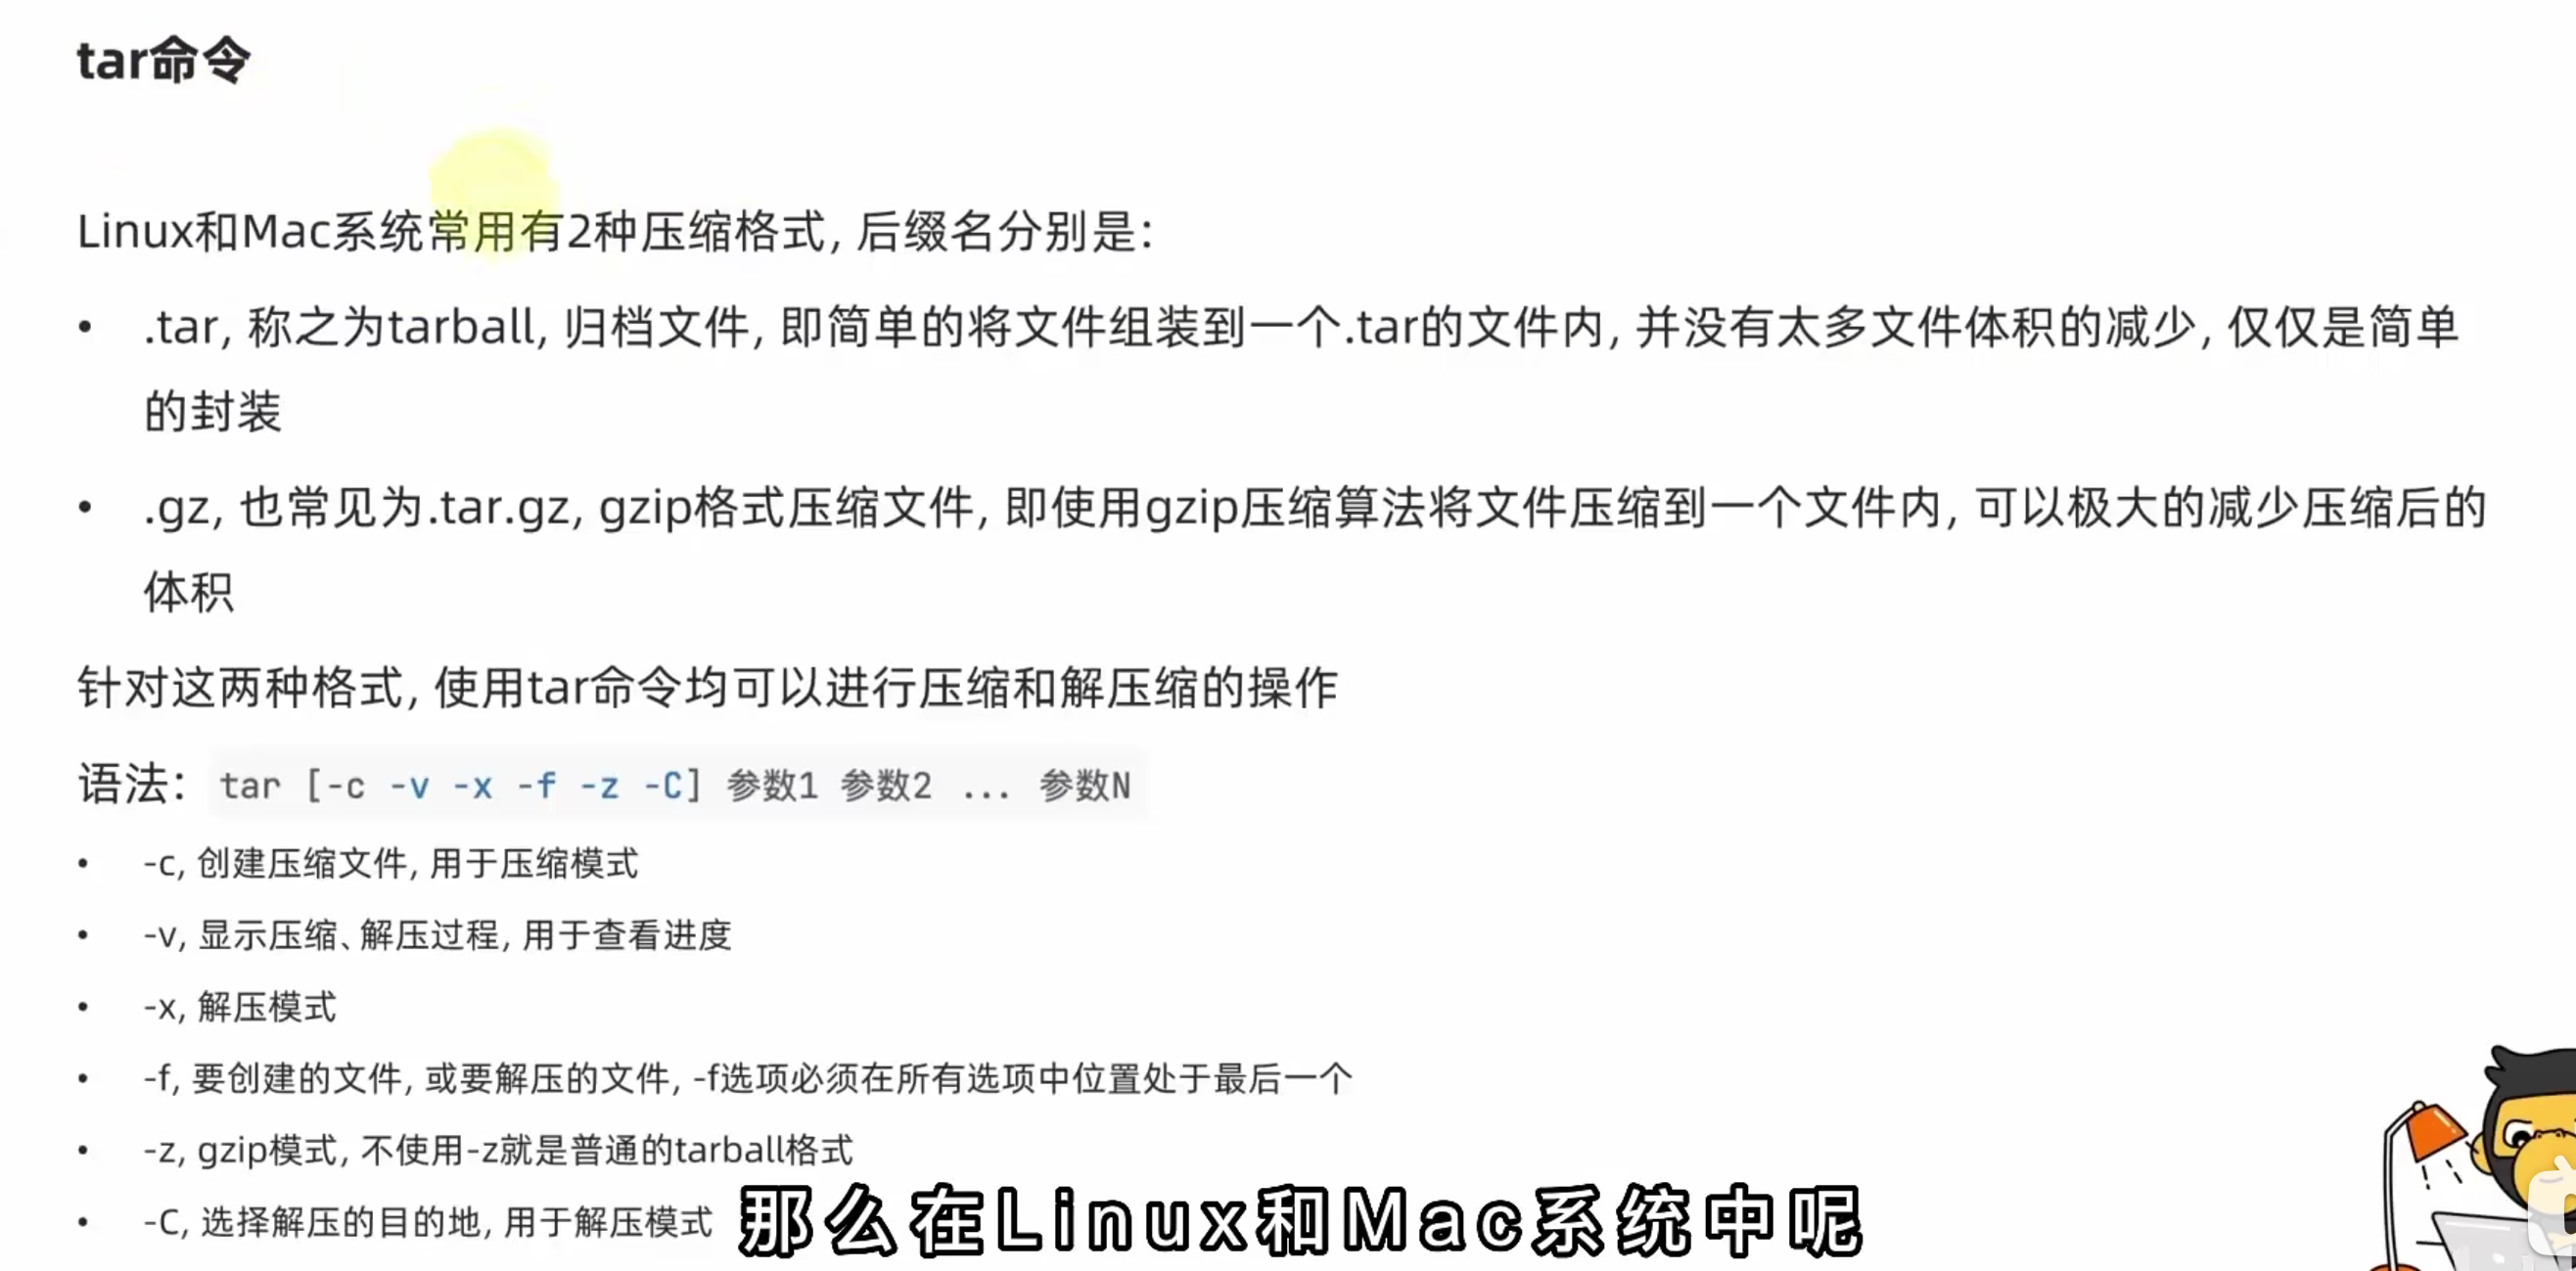 tar命令
Linux和Mac系统常用有2种压缩格式, 后缀名分别是:
• .tar, 称之为tarball, 归档文件, 即简单的将文件组装到一个.tar的文件内, 并没有太多文件体积的减少, 仅仅是简单
的封装
• .gz, 也常见为.tar.gz, gzip格式压缩文件, 即使用gzip压缩算法将文件压缩到一个文件内, 可以极大的减少压缩后的
体积
针对这两种格式, 使用tar命令均可以进行压缩和解压缩的操作
语法: tar [-c -v -x -f -z -C] 参数1 参数2 ... 参数N
• -c, 创建压缩文件, 用于压缩模式
• -v, 显示压缩、解压过程, 用于查看进度
• -x, 解压模式
• -f, 要创建的文件, 或要解压的文件, -f选项必须在所有选项中位置处于最后一个
• -z, gzip模式, 不使用-z就是普通的tarball格式
• -C, 选择解压的目的地, 用于解压模式
那么在Linux和Mac系统中呢